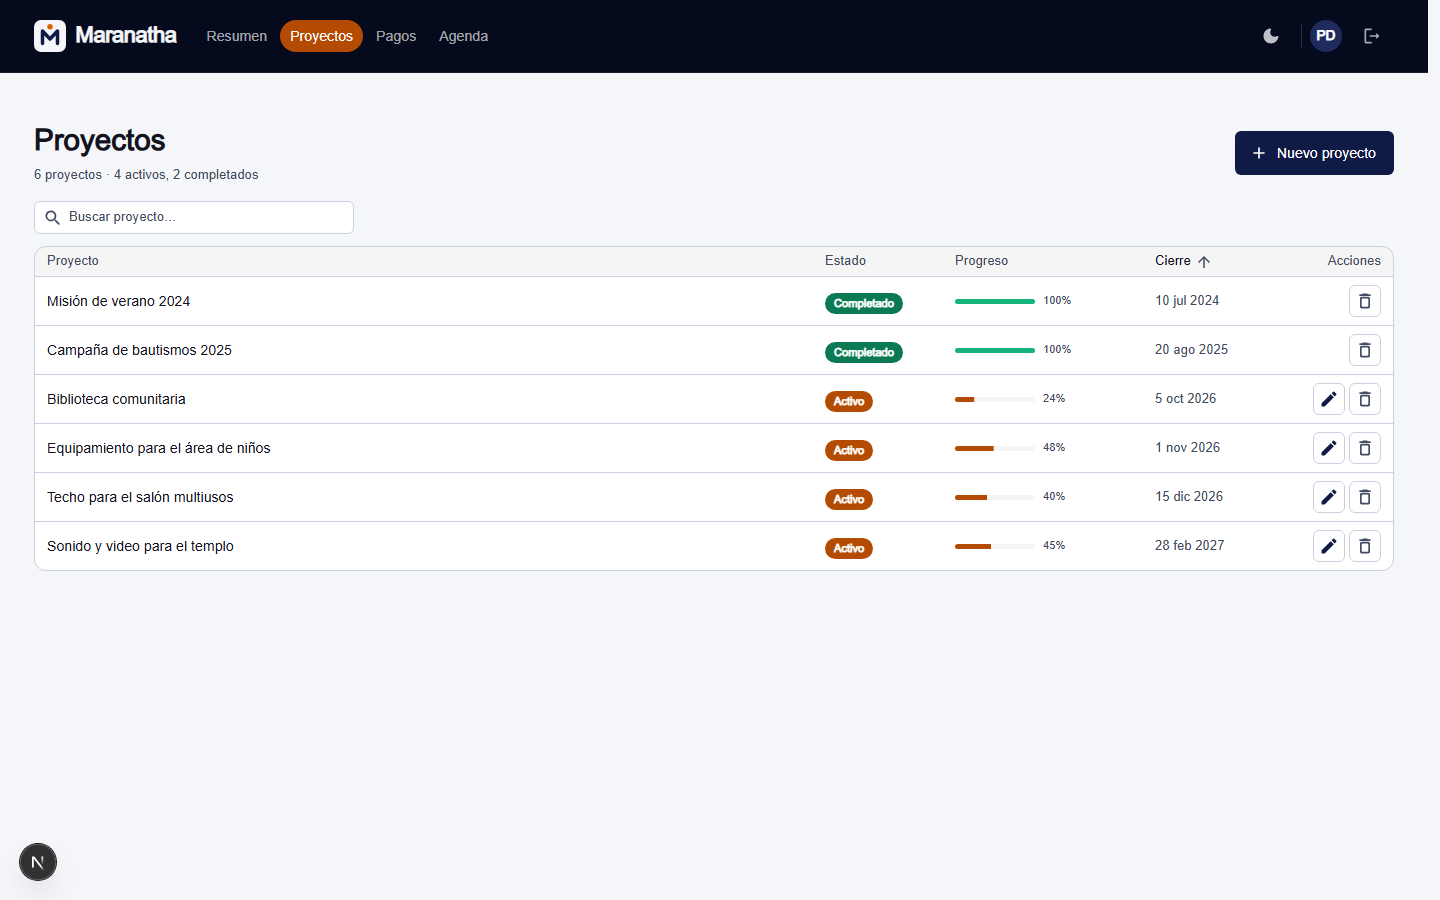 Maranatha Resumen Proyectos Pagos Agenda PD
Proyectos
6 proyectos · 4 activos, 2 completados
Nuevo proyecto
Buscar proyecto...
Proyecto Estado Progreso Cierre Acciones
Misión de verano 2024 Completado 100% 10 jul 2024
Campaña de bautismos 2025 Completado 100% 20 ago 2025
Biblioteca comunitaria Activo 24% 5 oct 2026
Equipamiento para el área de niños Activo 48% 1 nov 2026
Techo para el salón multiusos Activo 40% 15 dic 2026
Sonido y video para el templo Activo 45% 28 feb 2027
N